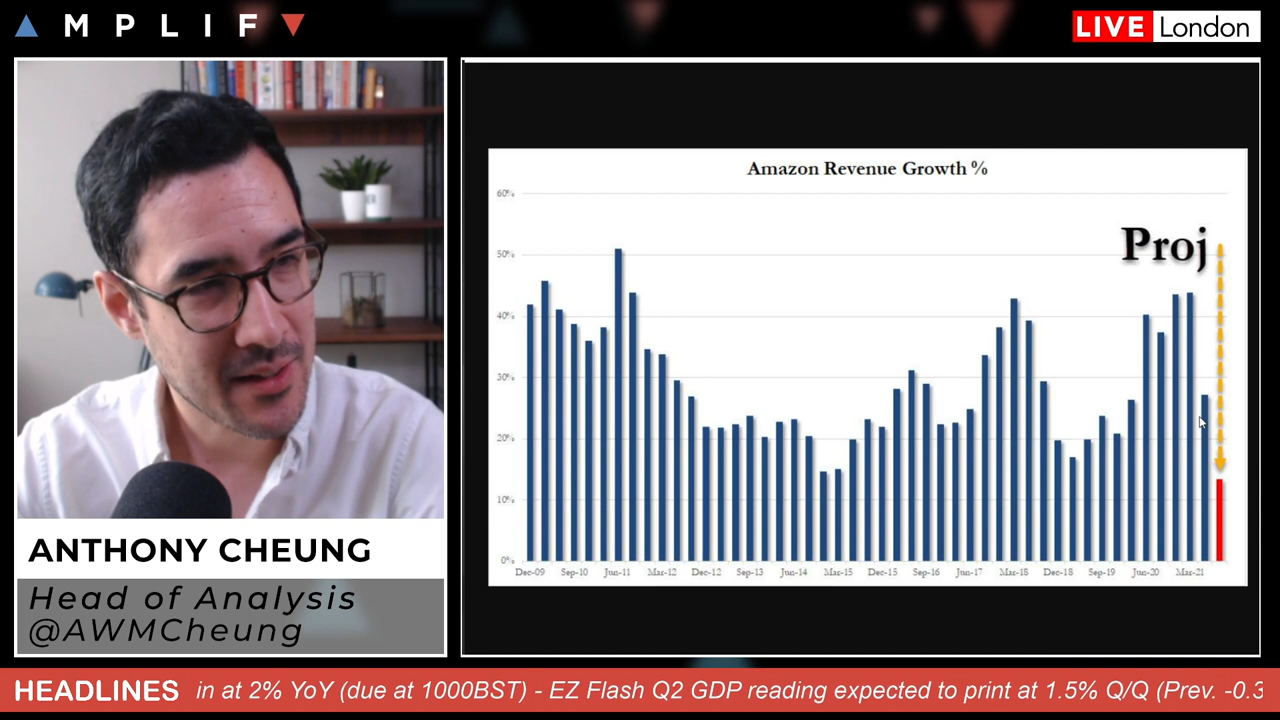 AMPLIFY
LIVE London
Amazon Revenue Growth %
60%
50%
40%
30%
20%
10%
0%
Proj
Dec-09 Sep-10 Jun-11 Mar-12 Dec-12 Sep-13 Jun-14 Mar-15 Dec-15 Sep-16 Jun-17 Mar-18 Dec-18 Sep-19 Jun-20 Mar-21
ANTHONY CHEUNG
Head of Analysis
@AWMCheung
HEADLINES in at 2% YoY (due at 1000BST) - EZ Flash Q2 GDP reading expected to print at 1.5% Q/Q (Prev. -0.3